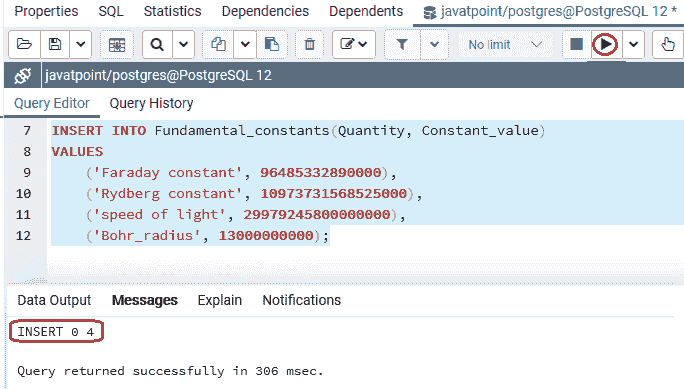 Properties SQL Statistics Dependencies Dependents javatpoint/postgres@PostgreSQL 12 *
No limit
javatpoint/postgres@PostgreSQL 12
Query Editor Query History
7 INSERT INTO Fundamental_constants(Quantity, Constant_value)
8 VALUES
9 ('Faraday constant', 96485332890000),
10 ('Rydberg constant', 10973731568525000),
11 ('speed of light', 29979245800000000),
12 ('Bohr_radius', 13000000000);
Data Output Messages Explain Notifications
INSERT 0 4
Query returned successfully in 306 msec.